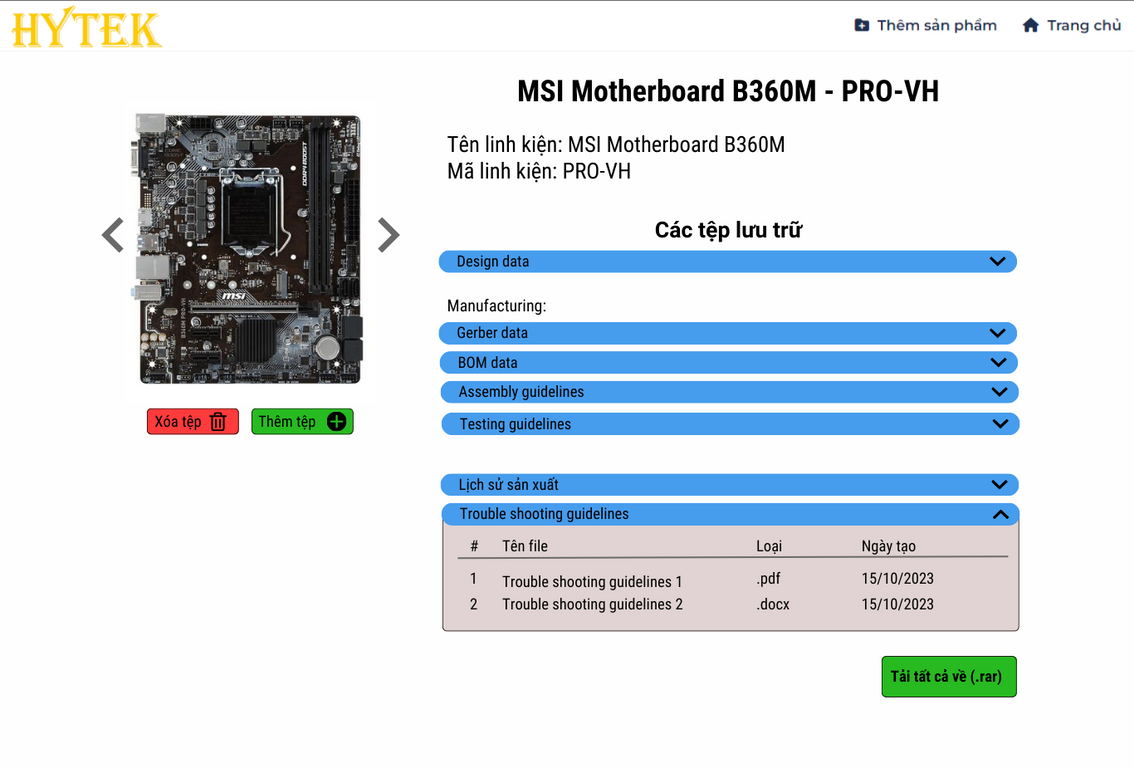 HYTEK
Thêm sản phẩm
Trang chủ
MSI Motherboard B360M - PRO-VH
Tên linh kiện: MSI Motherboard B360M
Mã linh kiện: PRO-VH
DDR4 BOOST
msi
B360M PRO-VH
Xóa tệp
Thêm tệp
Các tệp lưu trữ
Design data
Manufacturing:
Gerber data
BOM data
Assembly guidelines
Testing guidelines
Lịch sử sản xuất
Trouble shooting guidelines
# Tên file Loại Ngày tạo
1 Trouble shooting guidelines 1 .pdf 15/10/2023
2 Trouble shooting guidelines 2 .docx 15/10/2023
Tải tất cả về (.rar)